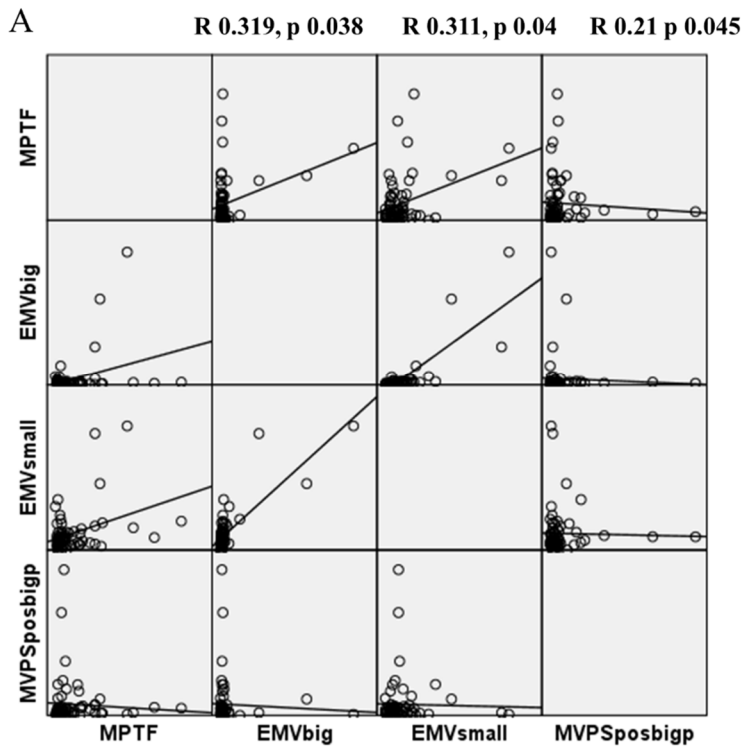 A
R 0.319, p 0.038 R 0.311, p 0.04 R 0.21 p 0.045
MPTF
EMVbig
EMVsmall
MVPSposbigp
MPTF EMVbig EMVsmall MVPSposbigp